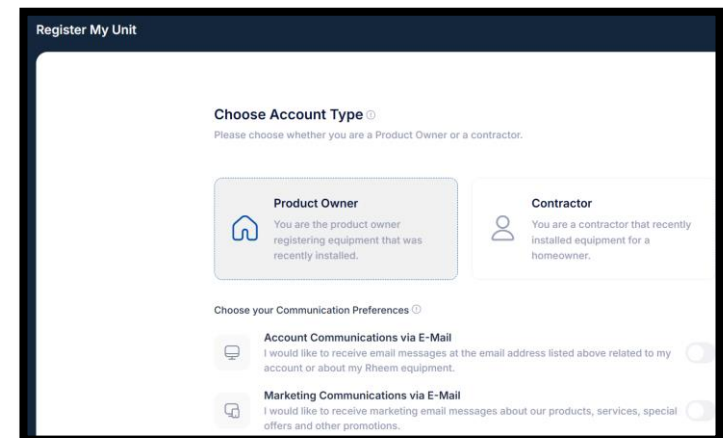 Register My Unit
Choose Account Type
Please choose whether you are a Product Owner or a contractor.
Product Owner
You are the product owner
registering equipment that was
recently installed.
Contractor
You are a contractor that recently
installed equipment for a
homeowner.
Choose your Communication Preferences
Account Communications via E-Mail
I would like to receive email messages at the email address listed above related to my
account or about my Rheem equipment.
Marketing Communications via E-Mail
I would like to receive marketing email messages about our products, services, special
offers and other promotions.